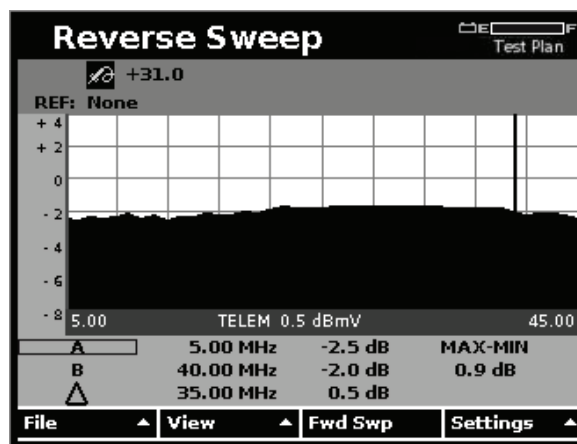 Reverse Sweep
E F
Test Plan
+31.0
REF: None
+ 4
+ 2
0
- 2
- 4
- 6
- 8
5.00 TELEM 0.5 dBmV 45.00
A 5.00 MHz -2.5 dB MAX-MIN
B 40.00 MHz -2.0 dB 0.9 dB
△ 35.00 MHz 0.5 dB
File View Fwd Swp Settings